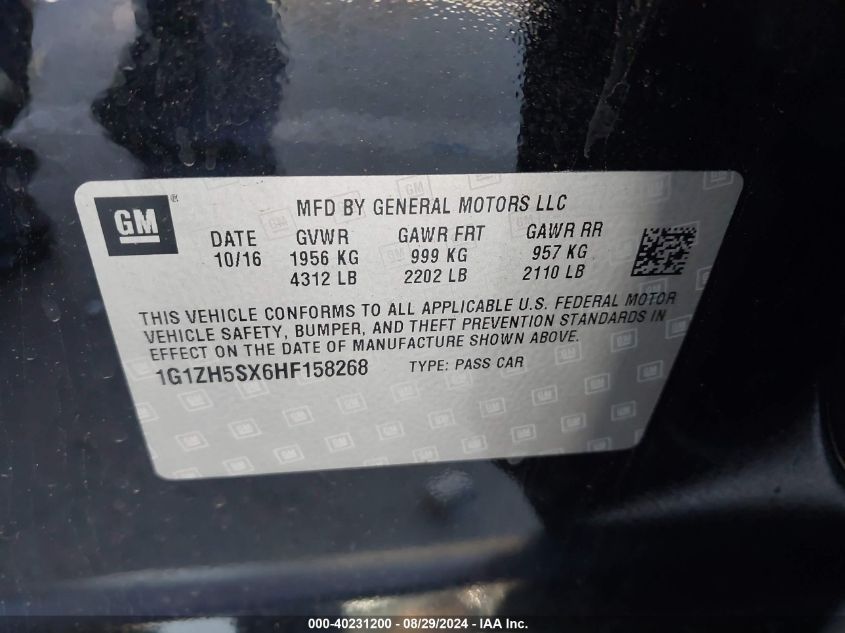 GM ®
MFD BY GENERAL MOTORS LLC
DATE GVWR GAWR FRT GAWR RR
10/16 1956 KG 999 KG 957 KG
4312 LB 2202 LB 2110 LB
THIS VEHICLE CONFORMS TO ALL APPLICABLE U.S. FEDERAL MOTOR
VEHICLE SAFETY, BUMPER, AND THEFT PREVENTION STANDARDS IN
EFFECT ON THE DATE OF MANUFACTURE SHOWN ABOVE.
1G1ZH5SX6HF158268 TYPE: PASS CAR
000-40231200 - 08/29/2024 - IAA Inc.